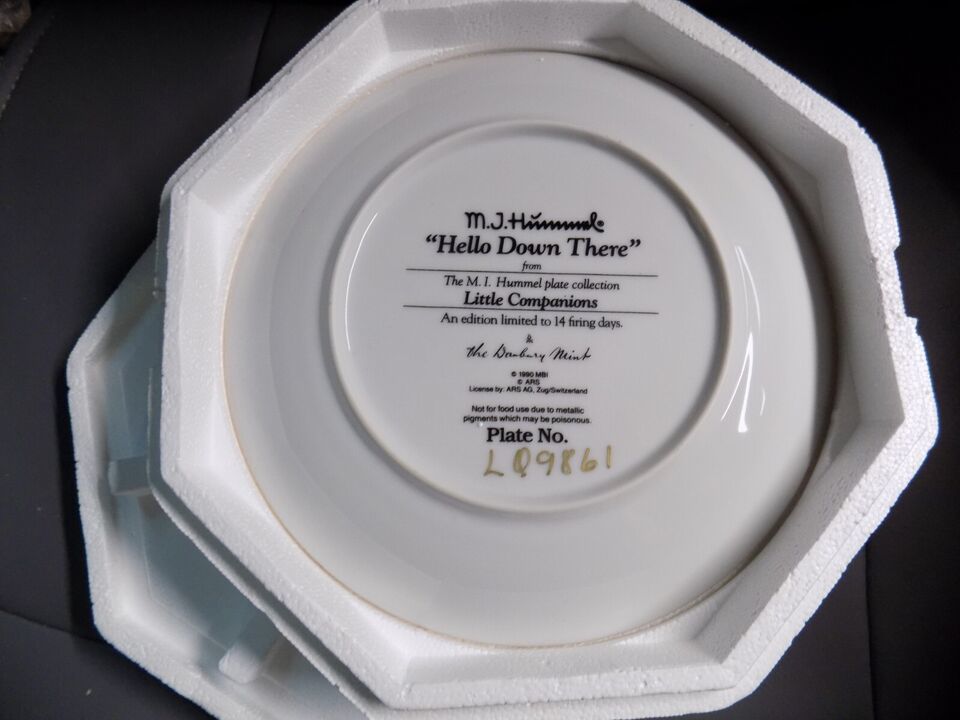 M.J.Hummel®
“Hello Down There”
from
The M. I. Hummel plate collection
Little Companions
An edition limited to 14 firing days.
&
The Danbury Mint
© 1990 MBI
© ARS
License by: ARS AG, Zug/Switzerland
Not for food use due to metallic
pigments which may be poisonous.
Plate No.
LQ9861